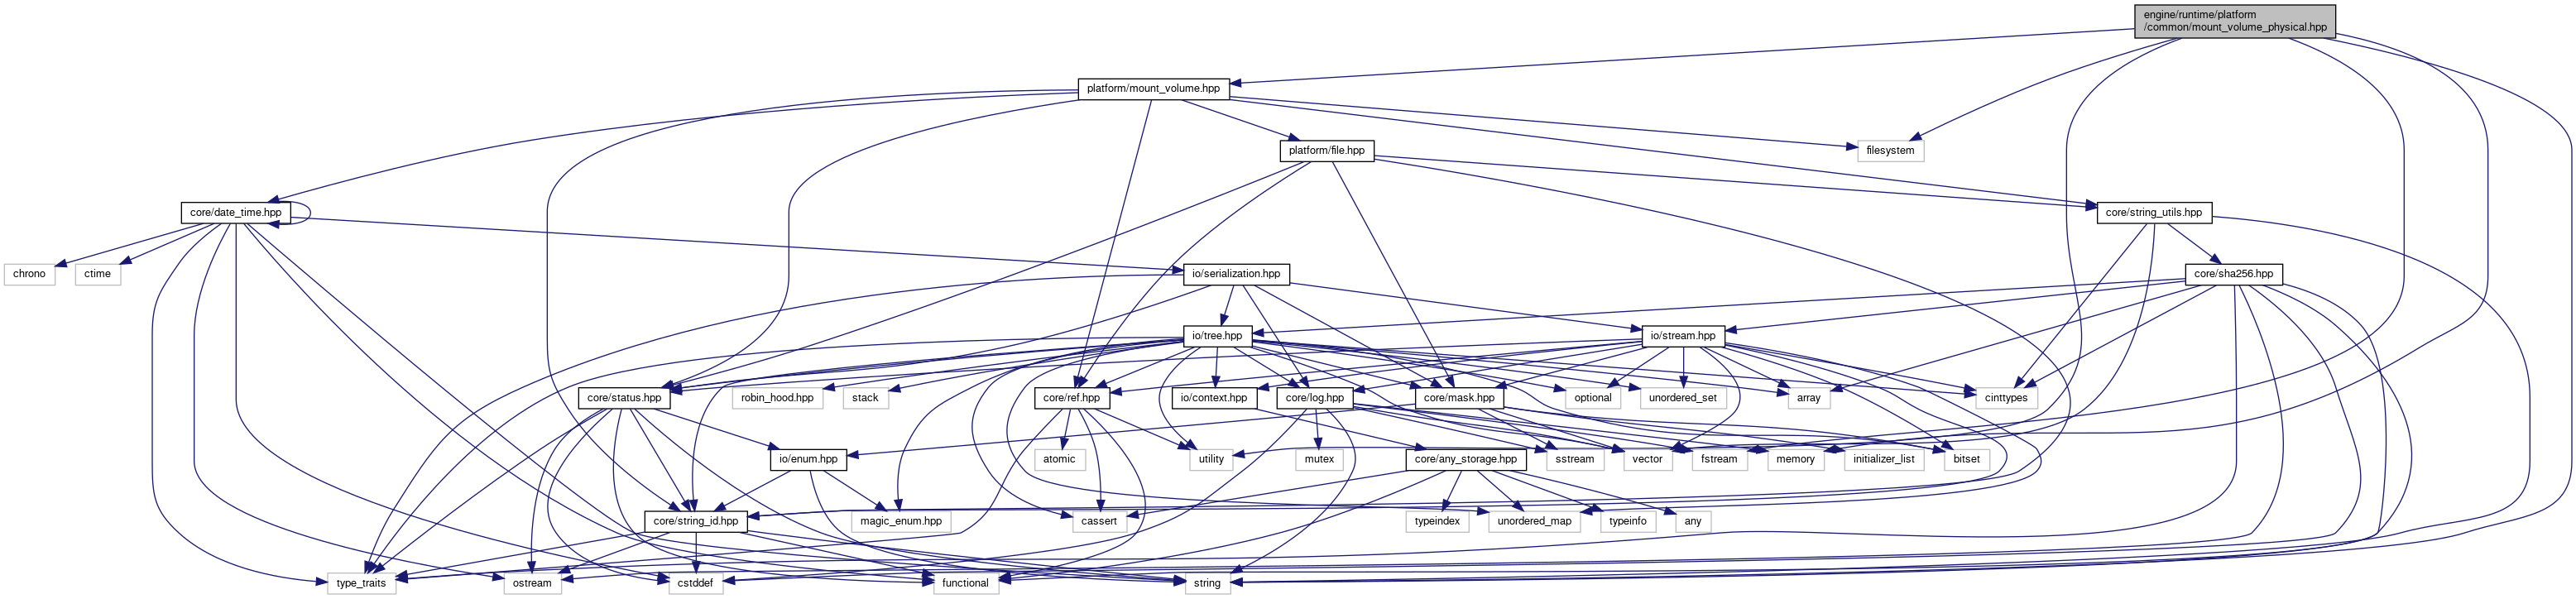 engine/runtime/platform
/common/mount_volume_physical.hpp
platform/mount_volume.hpp
platform/file.hpp
filesystem
core/date_time.hpp
core/string_utils.hpp
chrono
ctime
io/serialization.hpp
core/sha256.hpp
io/tree.hpp
io/stream.hpp
core/status.hpp
robin_hood.hpp
stack
core/ref.hpp
io/context.hpp
core/log.hpp
core/mask.hpp
optional
unordered_set
array
cinttypes
io/enum.hpp
atomic
utility
mutex
core/any_storage.hpp
sstream
vector
fstream
memory
initializer_list
bitset
core/string_id.hpp
magic_enum.hpp
cassert
typeindex
unordered_map
typeinfo
any
type_traits
ostream
cstddef
functional
string